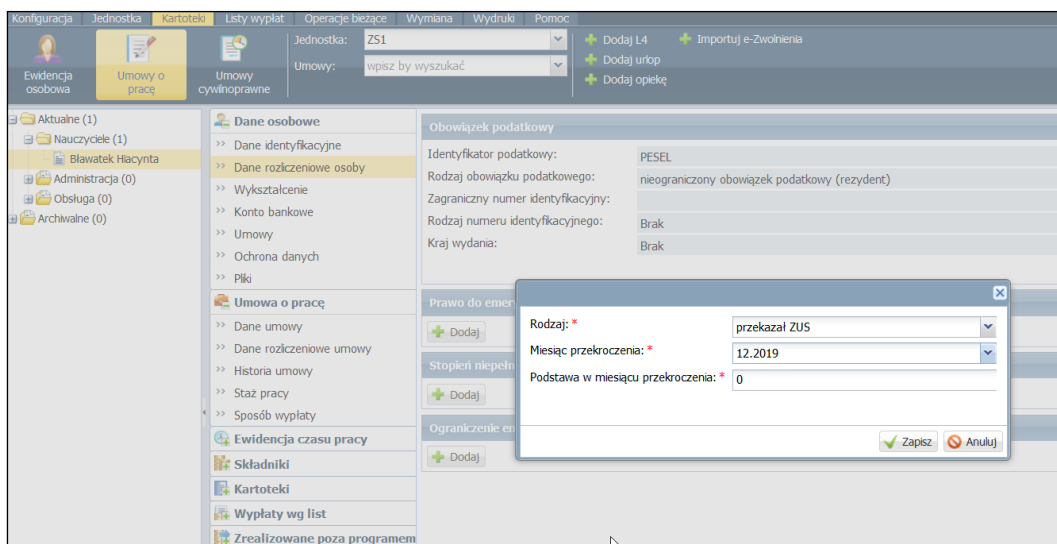 Konfiguracja Jednostka Kartoteki Listy wypłat Operacje bieżące Wymiana Wydruki Pomoc
Ewidencja osobowa
Umowy o pracę
Umowy cywilnoprawne
Jednostka: ZS1
Umowy: wpisz by wyszukać
Dodaj L4 Importuj e-Zwolnienia
Dodaj urlop
Dodaj opiekę
Aktualne (1)
Nauczyciele (1)
Bławatek Hiacynta
Administracja (0)
Obsługa (0)
Archiwalne (0)
Dane osobowe
Dane identyfikacyjne
Dane rozliczeniowe osoby
Wykształcenie
Konto bankowe
Umowy
Ochrona danych
Pliki
Umowa o pracę
Dane umowy
Dane rozliczeniowe umowy
Historia umowy
Staż pracy
Sposób wypłaty
Ewidencja czasu pracy
Składniki
Kartoteki
Wypłaty wg list
Zrealizowane poza programem
Obowiązek podatkowy
Identyfikator podatkowy: PESEL
Rodzaj obowiązku podatkowego: nieograniczony obowiązek podatkowy (rezydent)
Zagraniczny numer identyfikacyjny:
Rodzaj numeru identyfikacyjnego: Brak
Kraj wydania: Brak
Prawo do emer
Dodaj
Stopień niepełn
Dodaj
Ograniczenie em
Dodaj
Rodzaj: * przekazał ZUS
Miesiąc przekroczenia: * 12.2019
Podstawa w miesiącu przekroczenia: * 0
Zapisz Anuluj